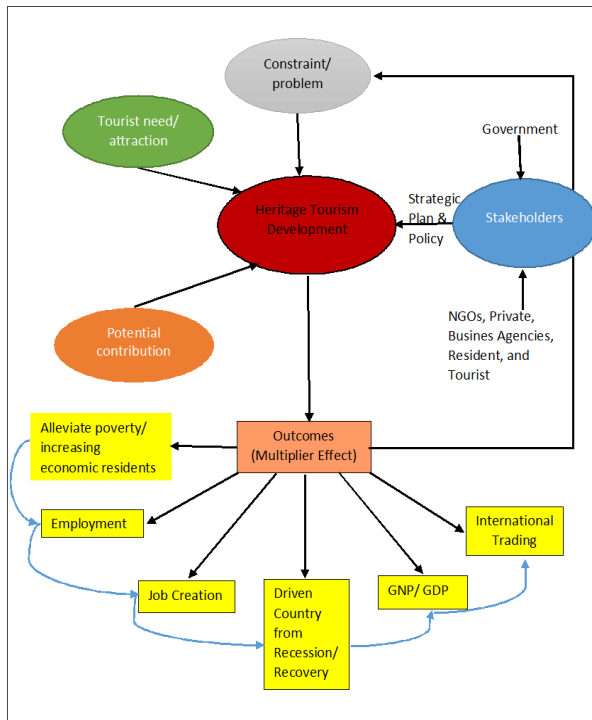 Constraint/
problem
Tourist need/
attraction
Government
Heritage Tourism
Development
Strategic
Plan &
Policy
Stakeholders
Potential
contribution
NGOs, Private,
Busines Agencies,
Resident, and
Tourist
Alleviate poverty/
increasing
economic residents
Outcomes
(Multiplier Effect)
Employment
International
Trading
Job Creation
Driven
Country
from
Recession/
Recovery
GNP/ GDP